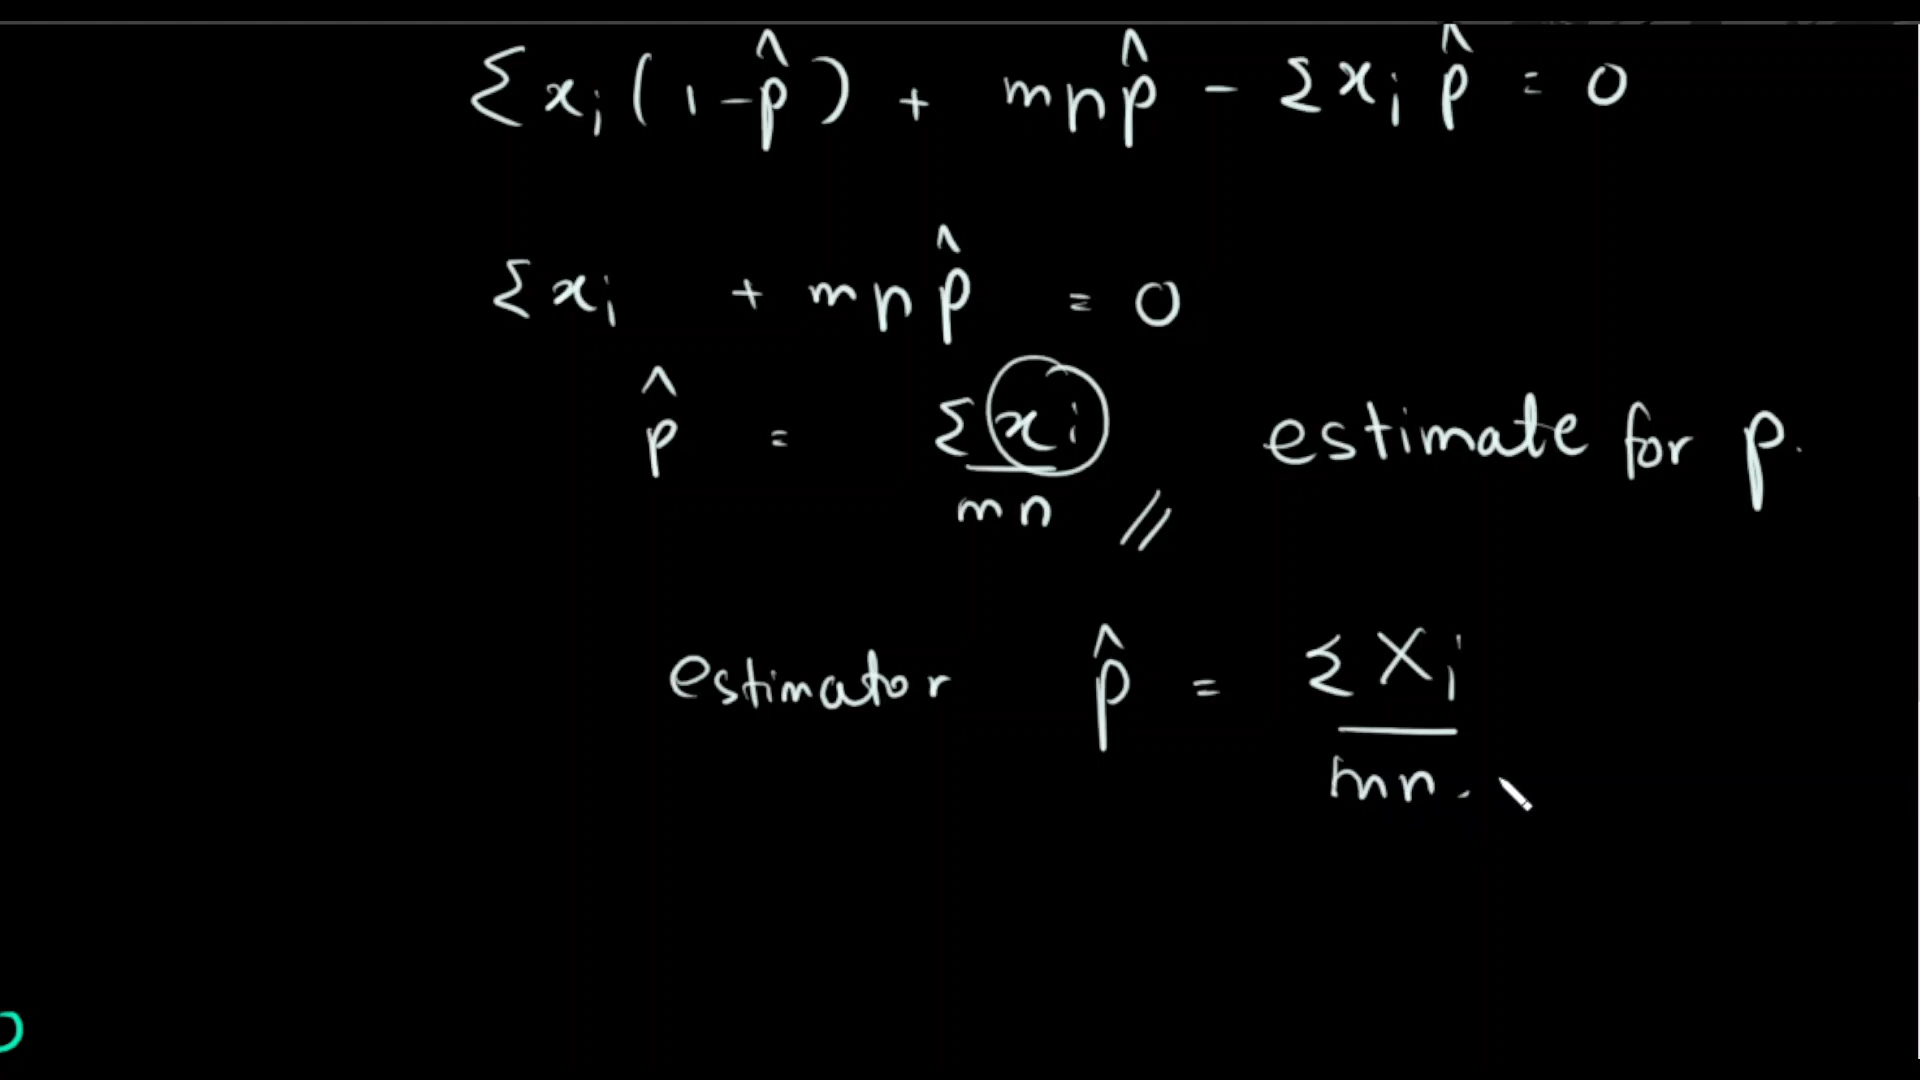 Σxᵢ(1-p̂) + mnp̂ - Σxᵢp̂ = 0
Σxᵢ + mnp̂ = 0
p̂ = Σxᵢ/mn // estimate for p.
estimator p̂ = ΣXᵢ/mn.